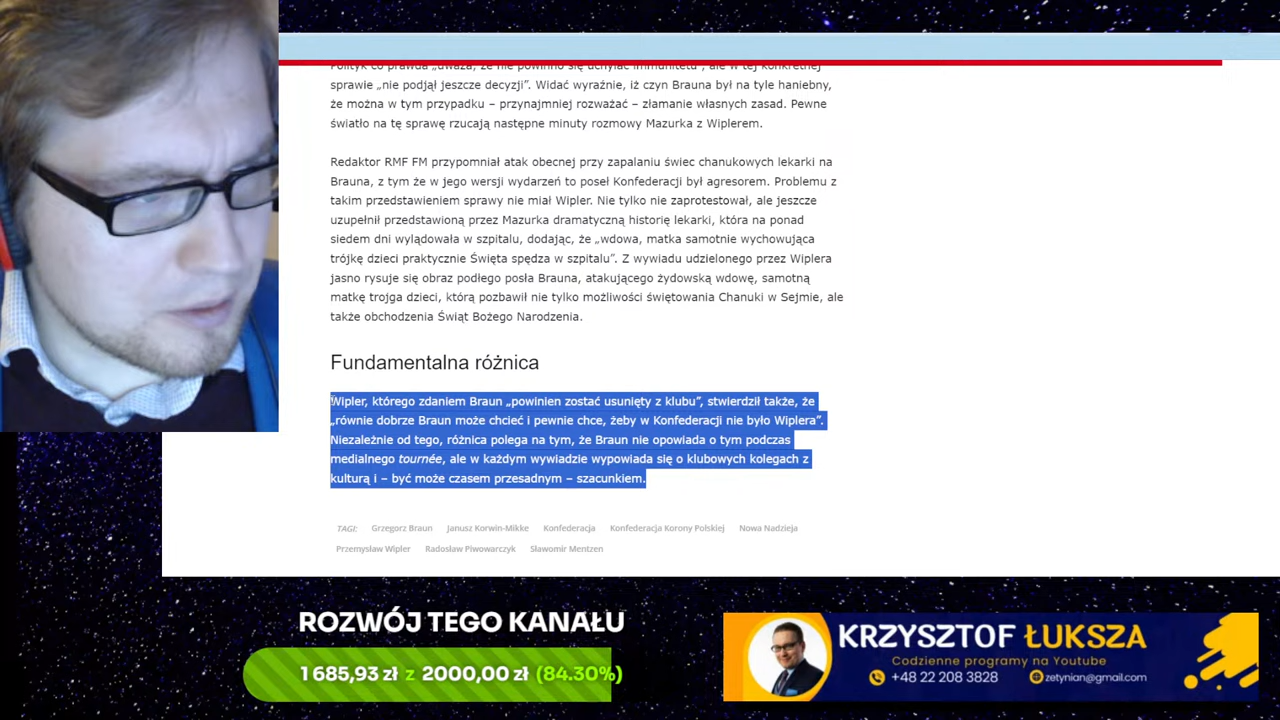 Polityk co prawda „uważa, że nie powinno się uchylać immunitetu”, ale w tej konkretnej
sprawie „nie podjął jeszcze decyzji”. Widać wyraźnie, iż czyn Brauna był na tyle haniebny,
że można w tym przypadku – przynajmniej rozważać – złamanie własnych zasad. Pewne
światło na tę sprawę rzucają następne minuty rozmowy Mazurka z Wiplerem.
Redaktor RMF FM przypomniał atak obecnej przy zapalaniu świec chanukowych lekarki na
Brauna, z tym że w jego wersji wydarzeń to poseł Konfederacji był agresorem. Problemu z
takim przedstawieniem sprawy nie miał Wipler. Nie tylko nie zaprotestował, ale jeszcze
uzupełnił przedstawioną przez Mazurka dramatyczną historię lekarki, która na ponad
siedem dni wylądowała w szpitalu, dodając, że „wdowa, matka samotnie wychowująca
trójkę dzieci praktycznie Święta spędza w szpitalu”. Z wywiadu udzielonego przez Wiplera
jasno rysuje się obraz podłego posła Brauna, atakującego żydowską wdowę, samotną
matkę trojga dzieci, którą pozbawił nie tylko możliwości świętowania Chanuki w Sejmie, ale
także obchodzenia Świąt Bożego Narodzenia.
Fundamentalna różnica
Wipler, którego zdaniem Braun „powinien zostać usunięty z klubu”, stwierdził także, że
„równie dobrze Braun może chcieć i pewnie chce, żeby w Konfederacji nie było Wiplera”.
Niezależnie od tego, różnica polega na tym, że Braun nie opowiada o tym podczas
medialnego tournée, ale w każdym wywiadzie wypowiada się o klubowych kolegach z
kulturą i – być może czasem przesadnym – szacunkiem.
TAGI: Grzegorz Braun Janusz Korwin-Mikke Konfederacja Konfederacja Korony Polskiej Nowa Nadzieja
Przemysław Wipler Radosław Piwowarczyk Sławomir Mentzen
ROZWÓJ TEGO KANAŁU
1 685,93 zł z 2000,00 zł (84.30%)
KRZYSZTOF ŁUKSZA
Codzienne programy na Youtube
+48 22 208 3828 zetynian@gmail.com